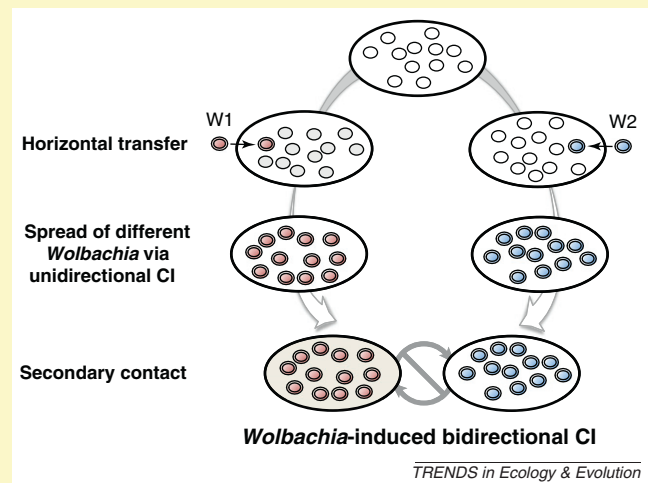 W1
W2
Horizontal transfer
Spread of different
Wolbachia via
unidirectional CI
Secondary contact
Wolbachia-induced bidirectional CI
TRENDS in Ecology & Evolution